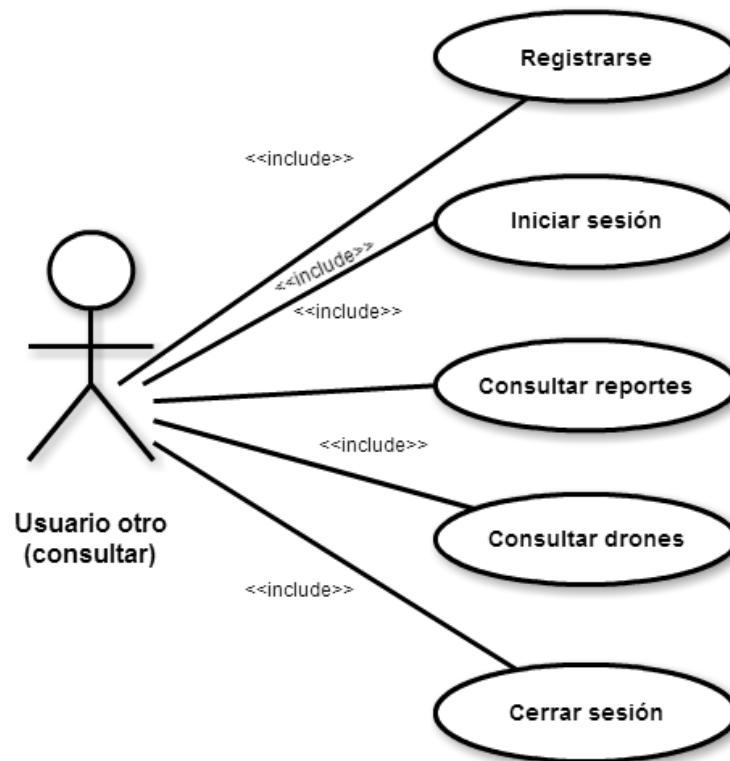 Registrarse
<<include>>
Iniciar sesión
<<include>>
<<include>>
Consultar reportes
<<include>>
Consultar drones
Usuario otro
(consultar)
<<include>>
Cerrar sesión